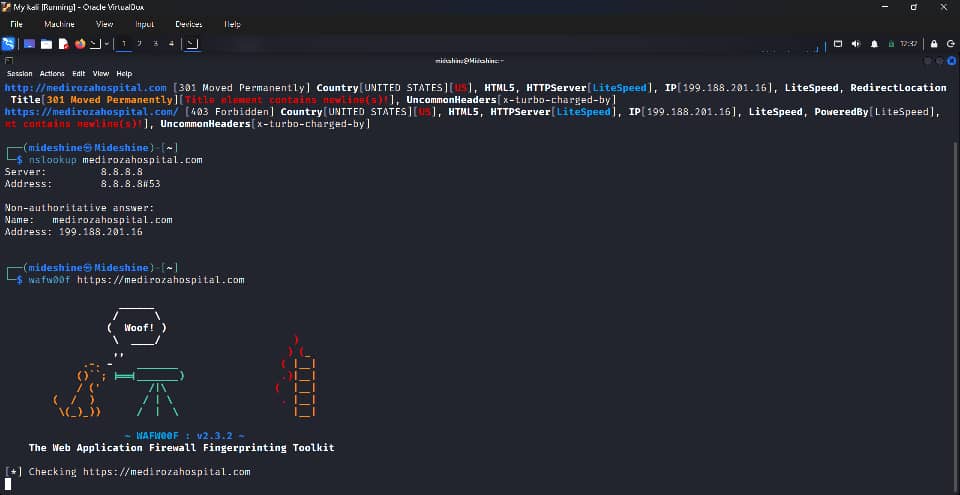 My kali [Running] - Oracle VirtualBox
File Machine View Input Devices Help
1 2 3 4 12:32
mideshine@Mideshine: ~
Session Actions Edit View Help
http://medirozahospital.com [301 Moved Permanently] Country[UNITED STATES][US], HTML5, HTTPServer[LiteSpeed], IP[199.188.201.16], LiteSpeed, RedirectLocation
Title[301 Moved Permanently][Title element contains newline(s)!], UncommonHeaders[x-turbo-charged-by]
https://medirozahospital.com/ [403 Forbidden] Country[UNITED STATES][US], HTML5, HTTPServer[LiteSpeed], IP[199.188.201.16], LiteSpeed, PoweredBy[LiteSpeed],
nt contains newline(s)!], UncommonHeaders[x-turbo-charged-by]
(mideshine㉿Mideshine)-[~]
$ nslookup medirozahospital.com
Server: 8.8.8.8
Address: 8.8.8.8#53
Non-authoritative answer:
Name: medirozahospital.com
Address: 199.188.201.16
(mideshine㉿Mideshine)-[~]
$ wafw00f https://medirozahospital.com
Woof!
~ WAFW00F : v2.3.2 ~
The Web Application Firewall Fingerprinting Toolkit
[*] Checking https://medirozahospital.com